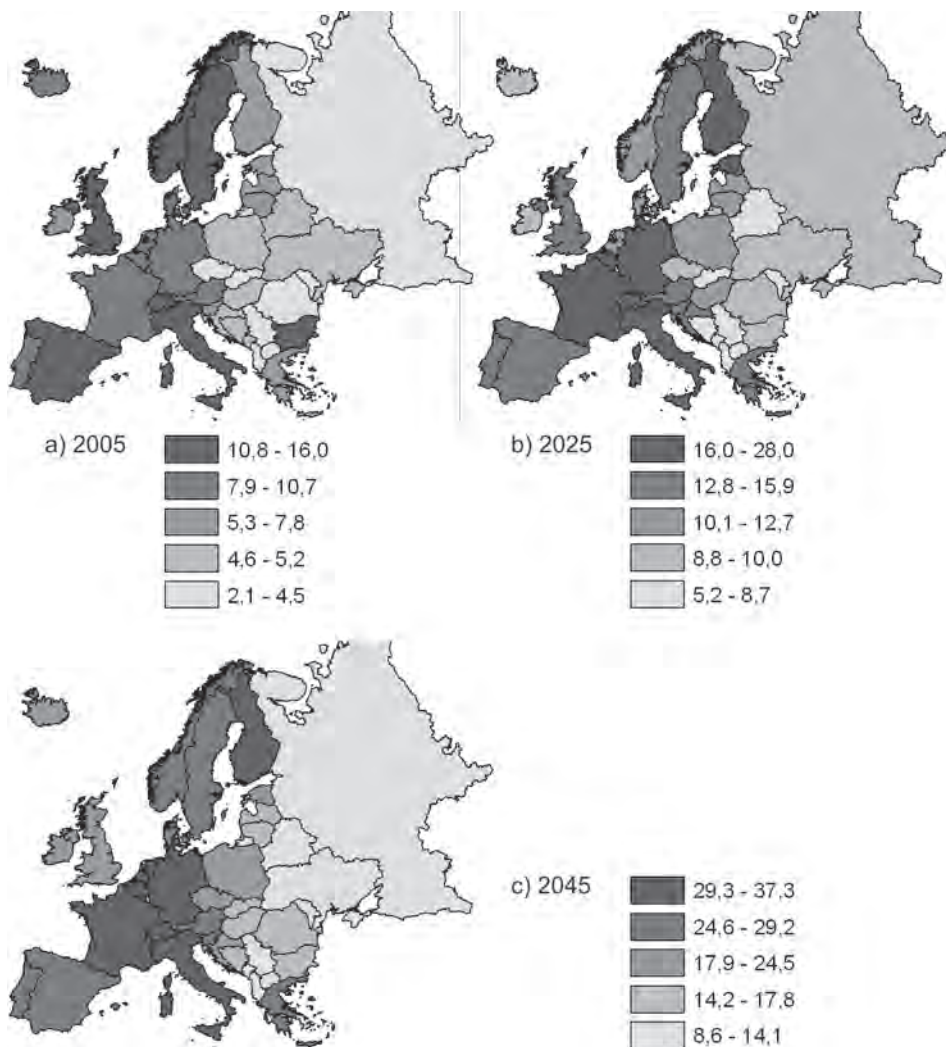 a) 2005
10,8 - 16,0
7,9 - 10,7
5,3 - 7,8
4,6 - 5,2
2,1 - 4,5
b) 2025
16,0 - 28,0
12,8 - 15,9
10,1 - 12,7
8,8 - 10,0
5,2 - 8,7
c) 2045
29,3 - 37,3
24,6 - 29,2
17,9 - 24,5
14,2 - 17,8
8,6 - 14,1